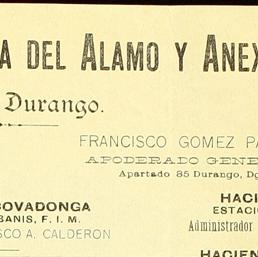 A DEL ALAMO Y ANEX
Durango.
FRANCISCO GOMEZ PA
APODERADO GENE
Apartado 85 Durango, Dg
COVADONGA
BANIS, F. I. M.
SCO A. CALDERON
HACI
ESTACI
Administrador
HACIEN